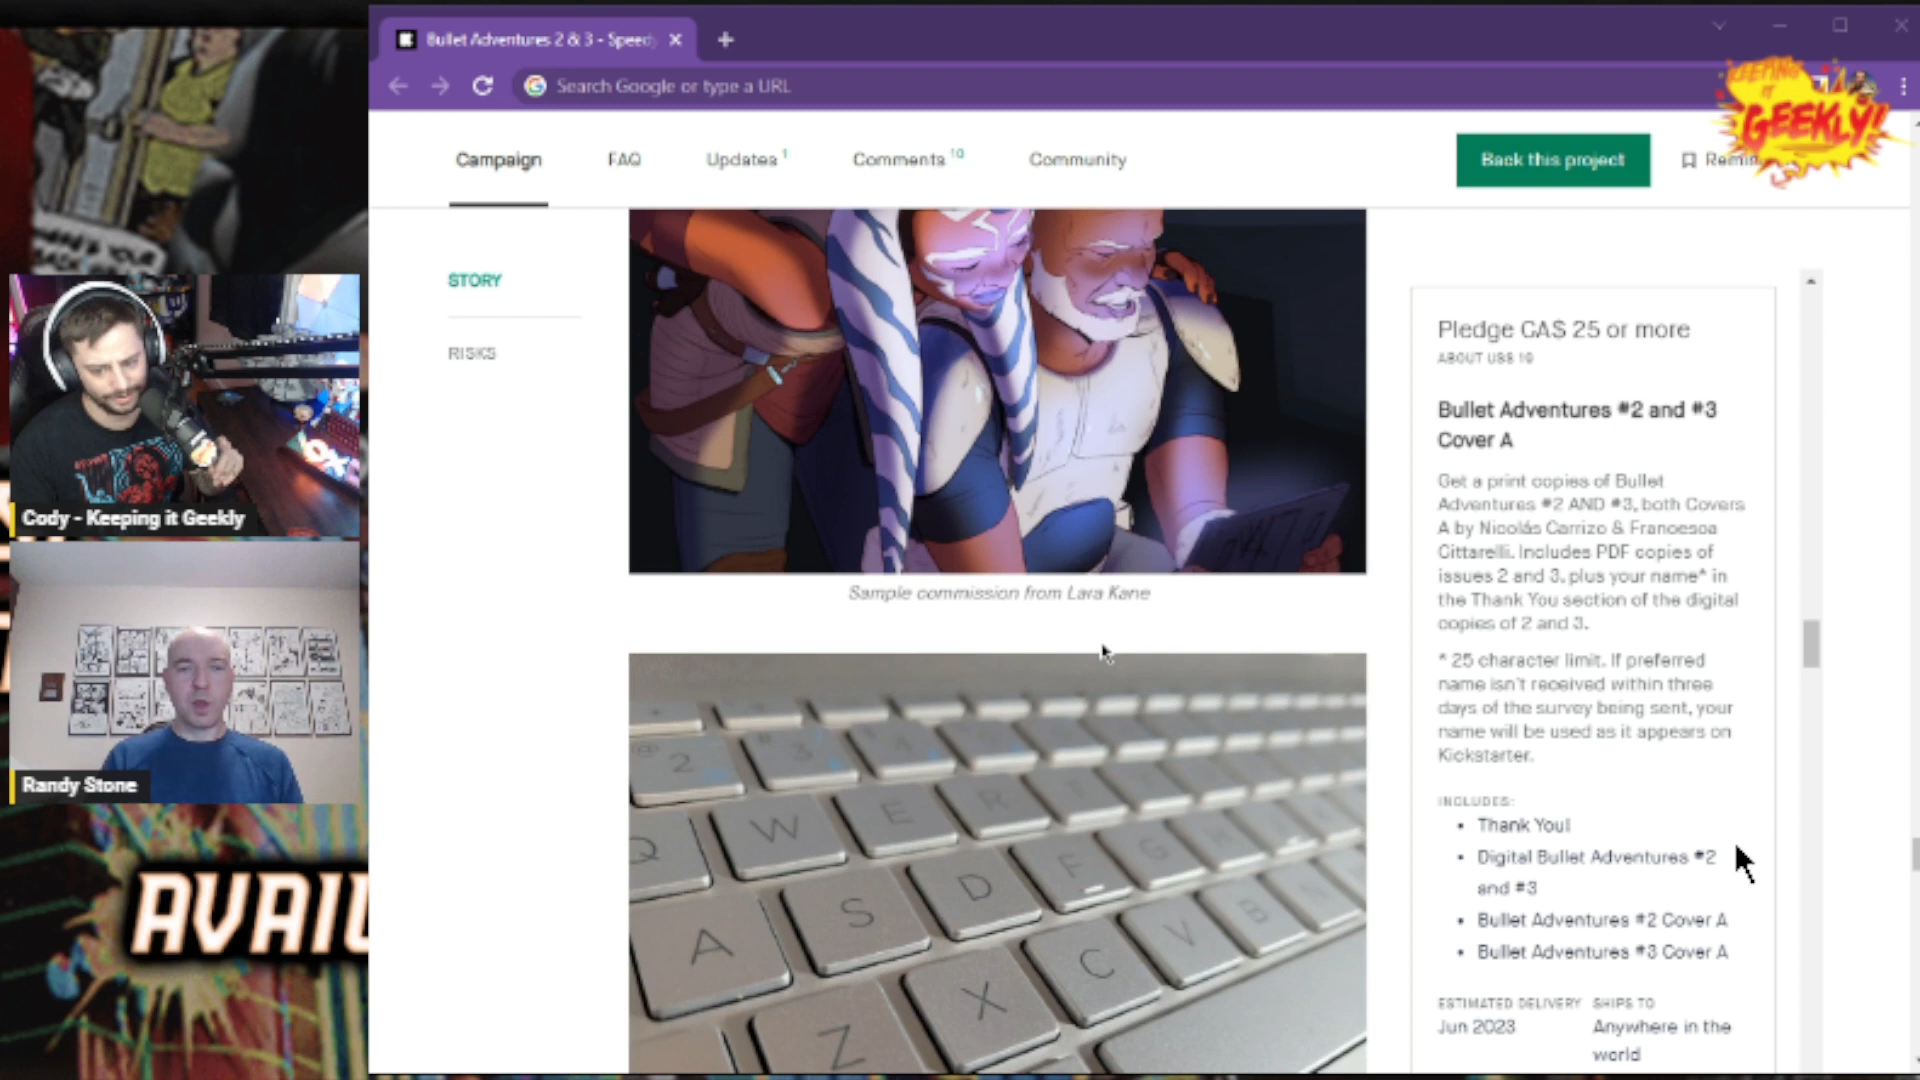 Bullet Adventures 2 & 3 - Speed
Search Google or type a URL
KEEPING
IT
GEEKLY!
Campaign
FAQ
Updates 1
Comments 10
Community
Back this project
Remin
STORY
RISKS
Sample commission from Lara Kane
Pledge CA$ 25 or more
ABOUT US$ 19
Bullet Adventures #2 and #3
Cover A
Get a print copies of Bullet
Adventures #2 AND #3, both Covers
A by Nicolás Carrizo & Francesca
Cittarelli. Includes PDF copies of
issues 2 and 3, plus your name* in
the Thank You section of the digital
copies of 2 and 3.
* 25 character limit. If preferred
name isn't received within three
days of the survey being sent, your
name will be used as it appears on
Kickstarter.
INCLUDES:
Thank You!
Digital Bullet Adventures #2
and #3
Bullet Adventures #2 Cover A
Bullet Adventures #3 Cover A
ESTIMATED DELIVERY
Jun 2023
SHIPS TO
Anywhere in the
world
Cody - Keeping it Geekly
Randy Stone
AVAIL
2 3 4
Q W E R T
A S D F G H
Z X C V B N